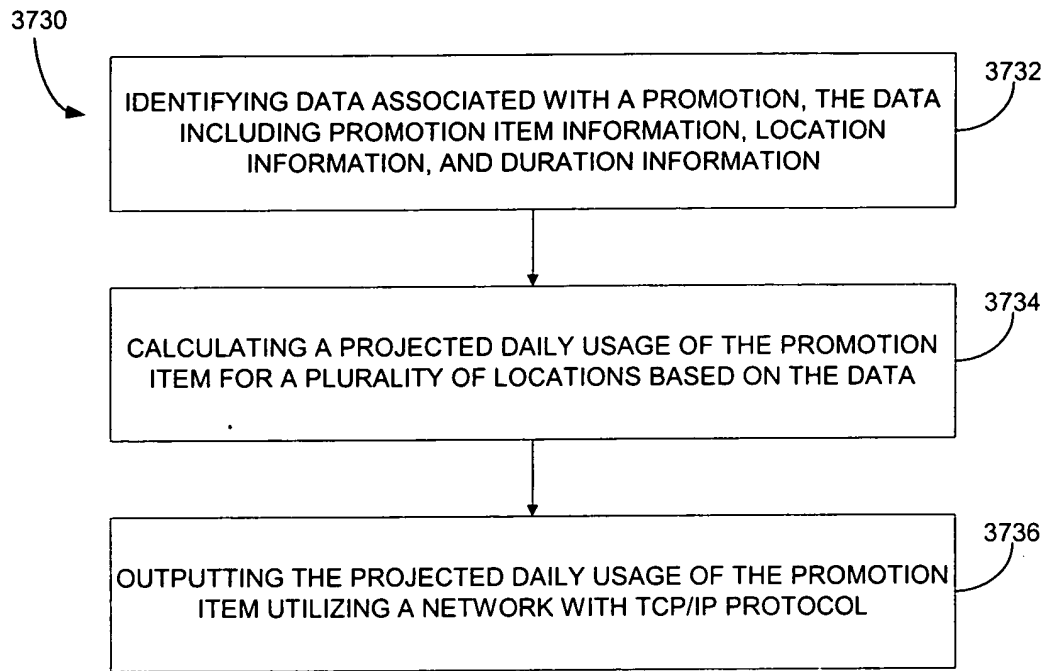 3730
3732
IDENTIFYING DATA ASSOCIATED WITH A PROMOTION, THE DATA
INCLUDING PROMOTION ITEM INFORMATION, LOCATION
INFORMATION, AND DURATION INFORMATION
3734
CALCULATING A PROJECTED DAILY USAGE OF THE PROMOTION
ITEM FOR A PLURALITY OF LOCATIONS BASED ON THE DATA
3736
OUTPUTTING THE PROJECTED DAILY USAGE OF THE PROMOTION
ITEM UTILIZING A NETWORK WITH TCP/IP PROTOCOL